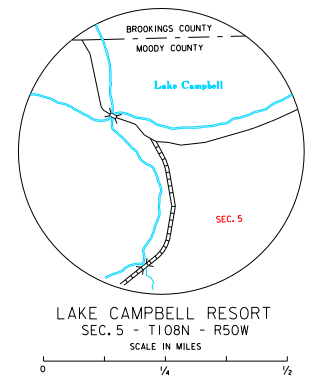 BROOKINGS COUNTY
MOODY COUNTY
Lake Campbell
SEC. 5
LAKE CAMPBELL RESORT
SEC. 5 - T108N - R50W
SCALE IN MILES
0 1/4 1/2